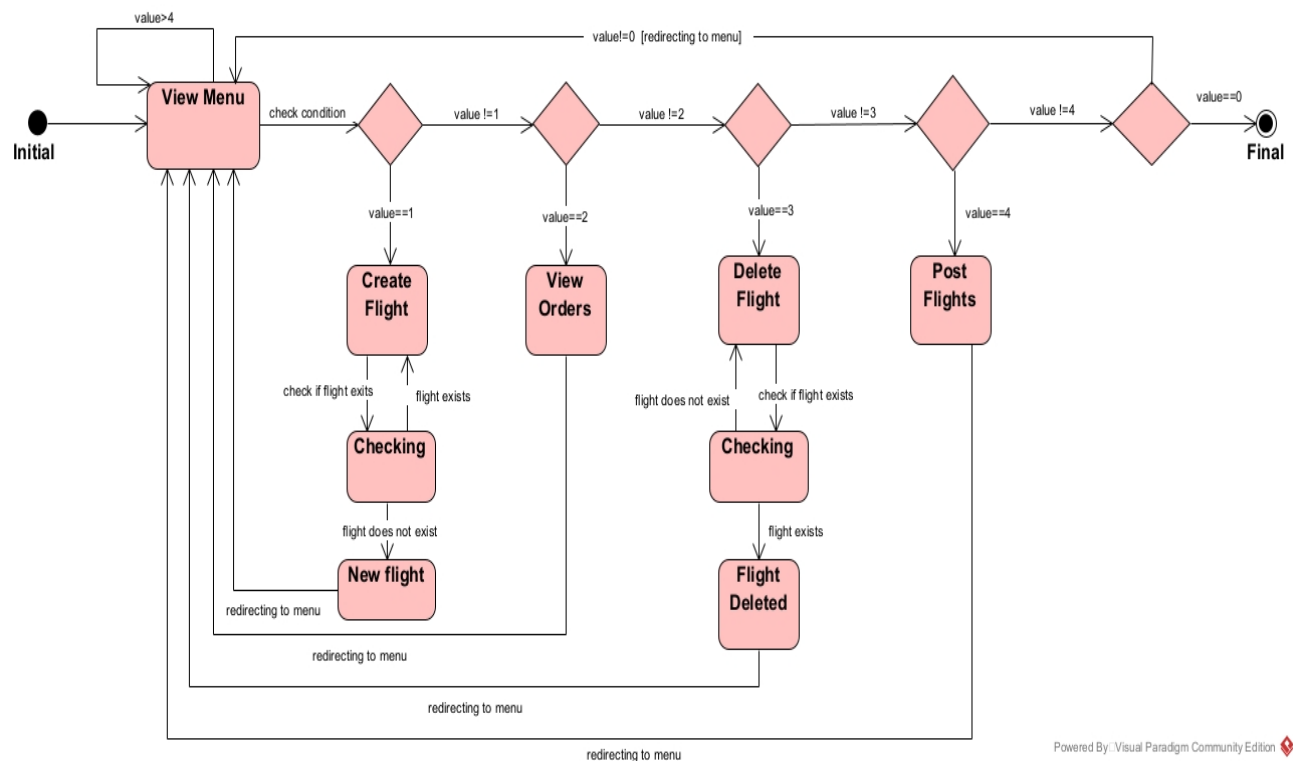 value>4
value!=0 [redirecting to menu]
View Menu
check condition
value !=1
value !=2
value !=3
value !=4
value==0
Initial
Final
value==1
value==2
value==3
value==4
Create
Flight
View
Orders
Delete
Flight
Post
Flights
check if flight exits
flight exists
flight does not exist
check if flight exists
Checking
Checking
flight does not exist
flight exists
New flight
Flight
Deleted
redirecting to menu
redirecting to menu
redirecting to menu
redirecting to menu
Powered By Visual Paradigm Community Edition